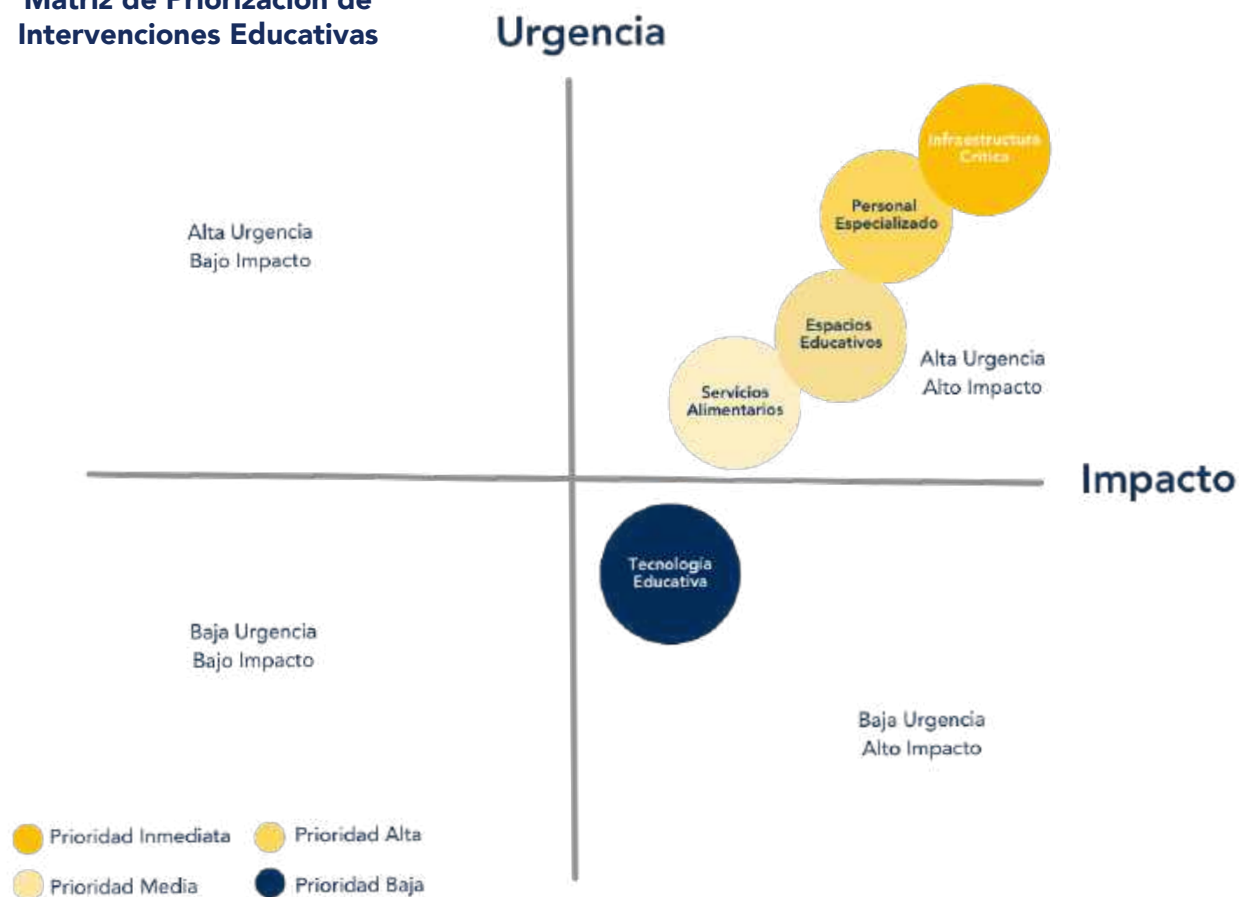 Matriz de Priorización de
Intervenciones Educativas
Urgencia
Infraestructura
Crítica
Personal
Especializado
Alta Urgencia
Bajo Impacto
Espacios
Educativos
Alta Urgencia
Alto Impacto
Servicios
Alimentarios
Impacto
Tecnología
Educativa
Baja Urgencia
Bajo Impacto
Baja Urgencia
Alto Impacto
Prioridad Inmediata
Prioridad Alta
Prioridad Media
Prioridad Baja